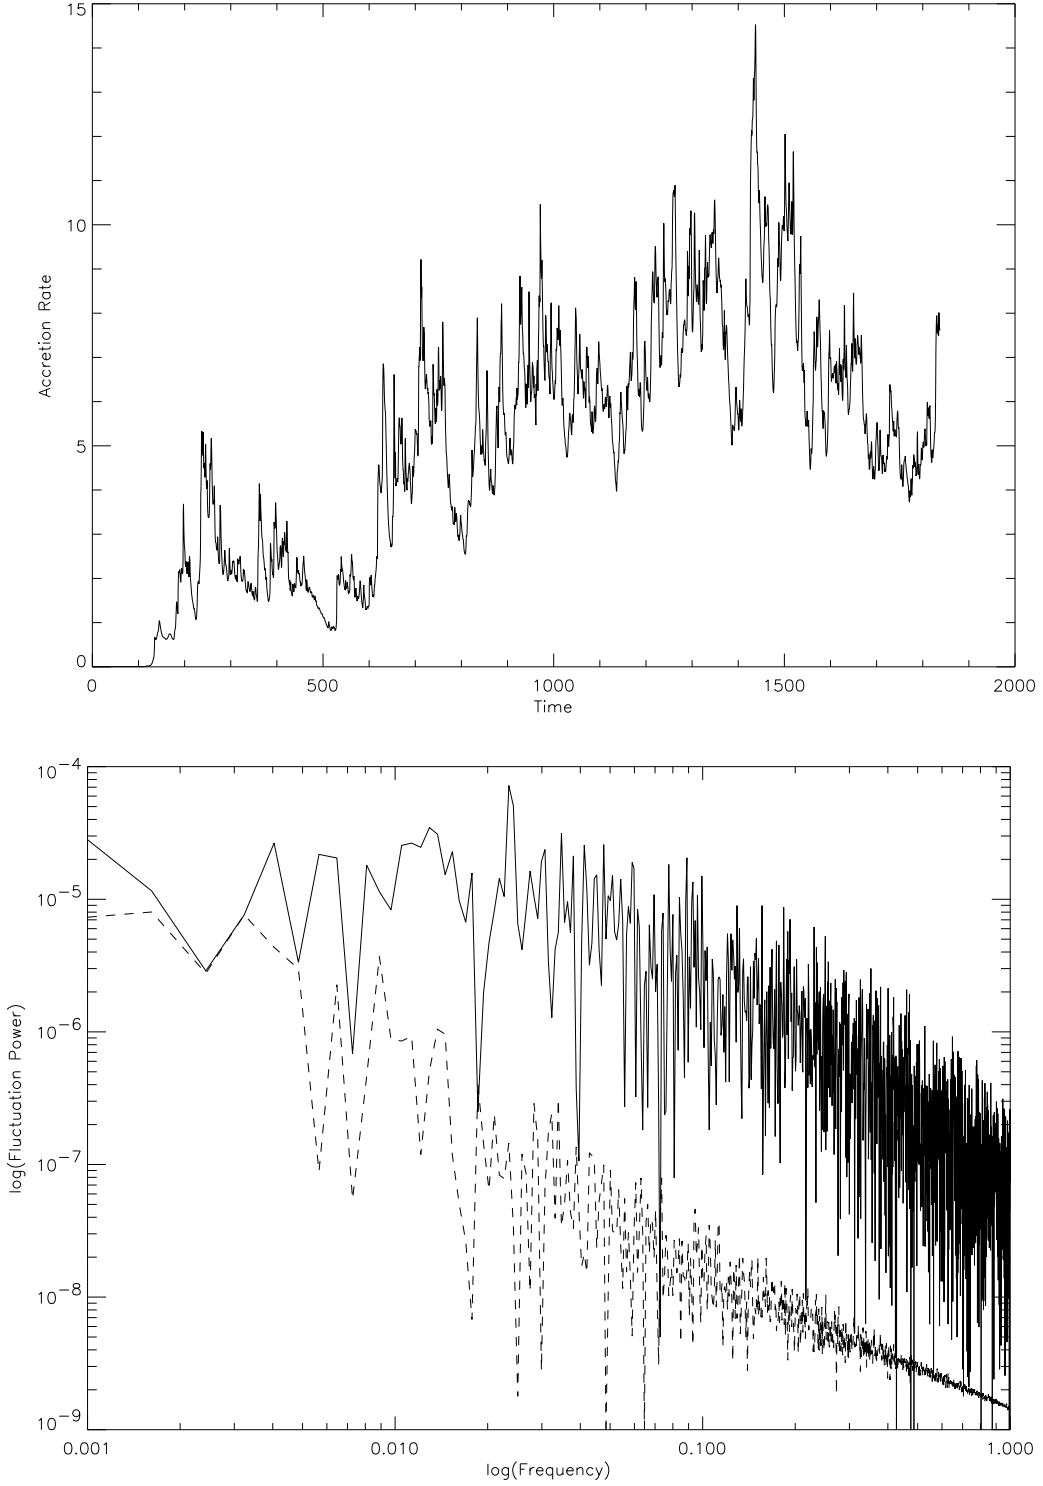 15
10
5
0
Accretion Rate
0 500 1000 1500 2000
Time
10⁻⁴
10⁻⁵
10⁻⁶
10⁻⁷
10⁻⁸
10⁻⁹
log(Fluctuation Power)
0.001 0.010 0.100 1.000
log(Frequency)